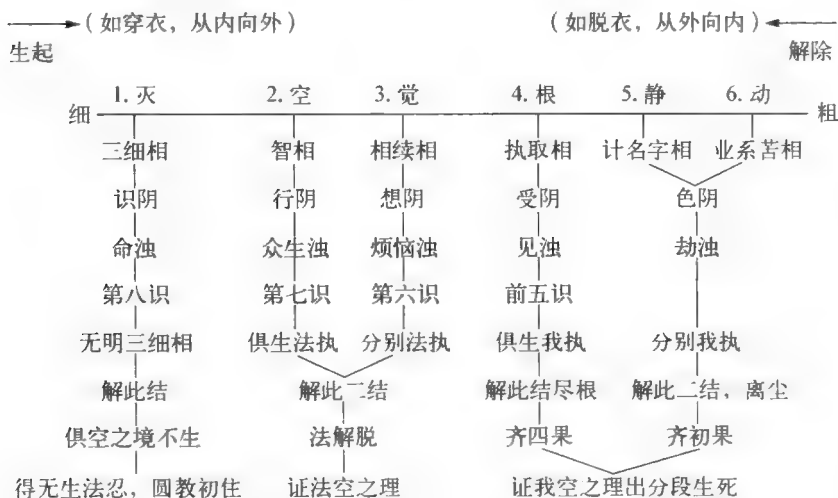 （如穿衣，从内向外） （如脱衣，从外向内）
生起 解除
1. 灭 2. 空 3. 觉 4. 根 5. 静 6. 动
细 粗
三细相 智相 相续相 执取相 计名字相 业系苦相
识阴 行阴 想阴 受阴 色阴
命浊 众生浊 烦恼浊 见浊 劫浊
第八识 第七识 第六识 前五识
无明三细相 俱生法执 分别法执 俱生我执 分别我执
解此结 解此二结 解此结尽根 解此二结，离尘
俱空之境不生 法解脱 齐四果 齐初果
得无生法忍，圆教初住 证法空之理 证我空之理出分段生死